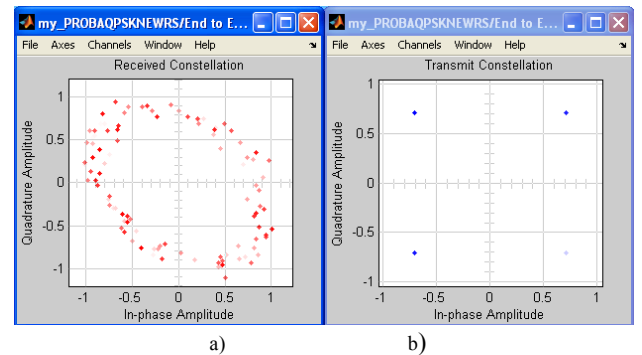 my_PROBAQPSKNEWRS/End to E...
File Axes Channels Window Help
Received Constellation
Quadrature Amplitude
1
0.5
0
-0.5
-1
-1 -0.5 0 0.5 1
In-phase Amplitude
a)
my_PROBAQPSKNEWRS/End to E...
File Axes Channels Window Help
Transmit Constellation
Quadrature Amplitude
1
0.5
0
-0.5
-1
-1 -0.5 0 0.5 1
In-phase Amplitude
b)